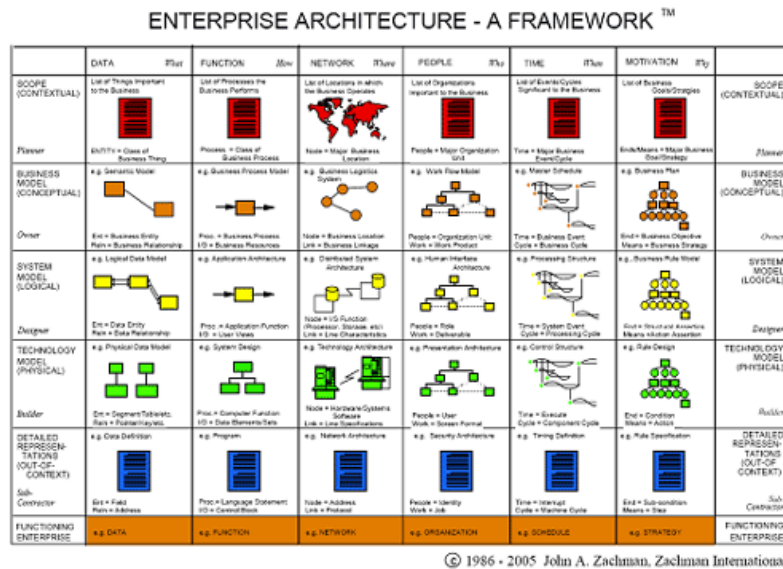 ENTERPRISE ARCHITECTURE - A FRAMEWORK ™
DATA What
FUNCTION How
NETWORK Where
PEOPLE Who
TIME When
MOTIVATION Why
SCOPE
(CONTEXTUAL)
Planner
List of Things Important
to the Business
ENTITY = Class of
Business Thing
List of Processes the
Business Performs
Process = Class of
Business Process
List of Locations in which
the Business Operates
Node = Major Business
Location
List of Organizations
Important to the Business
People = Major Organization
Unit
List of Events/Cycles
Significant to the Business
Time = Major Business
Event/Cycle
List of Business
Goals/Stratgies
Ends/Means = Major Business
Goal/Strategy
SCOPE
(CONTEXTUAL)
Planner
BUSINESS
MODEL
(CONCEPTUAL)
Owner
e.g. Semantic Model
Ent = Business Entity
Reln = Business Relationship
e.g. Business Process Model
Proc. = Business Process
I/O = Business Resources
e.g. Business Logistics
System
Node = Business Location
Link = Business Linkage
e.g. Work Flow Model
People = Organization Unit
Work = Work Product
e.g. Master Schedule
Time = Business Event
Cycle = Business Cycle
e.g. Business Plan
End = Business Objective
Means = Business Strategy
BUSINESS
MODEL
(CONCEPTUAL)
Owner
SYSTEM
MODEL
(LOGICAL)
Designer
e.g. Logical Data Model
Ent = Data Entity
Reln = Data Relationship
e.g. Application Architecture
Proc .= Application Function
I/O = User Views
e.g. Distributed System
Architecture
Node = I/S Function
(Processor, Storage, etc)
Link = Line Characteristics
e.g. Human Interface
Architecture
People = Role
Work = Deliverable
e.g. Processing Structure
Time = System Event
Cycle = Processing Cycle
e.g., Business Rule Model
End = Structural Assertion
Means =Action Assertion
SYSTEM
MODEL
(LOGICAL)
Designer
TECHNOLOGY
MODEL
(PHYSICAL)
Builder
e.g. Physical Data Model
Ent = Segment/Table/etc.
Reln = Pointer/Key/etc.
e.g. System Design
Proc.= Computer Function
I/O = Data Elements/Sets
e.g. Technology Architecture
Node = Hardware/System
Software
Link = Line Specifications
e.g. Presentation Architecture
People = User
Work = Screen Format
e.g. Control Structure
Time = Execute
Cycle = Component Cycle
e.g. Rule Design
End = Condition
Means = Action
TECHNOLOGY
MODEL
(PHYSICAL)
Builder
DETAILED
REPRESEN-
TATIONS
(OUT-OF-
CONTEXT)
Sub-
Contractor
e.g. Data Definition
Ent = Field
Reln = Address
e.g. Program
Proc.= Language Statement
I/O = Control Block
e.g. Network Architecture
Node = Address
Link = Protocol
e.g. Security Architecture
People = Identity
Work = Job
e.g. Timing Definition
Time = Interrupt
Cycle = Machine Cycle
e.g. Rule Specification
End = Sub-condition
Means = Step
DETAILED
REPRESEN-
TATIONS
(OUT-OF
CONTEXT)
Sub-
Contractor
FUNCTIONING
ENTERPRISE
e.g. DATA
e.g. FUNCTION
e.g. NETWORK
e.g. ORGANIZATION
e.g. SCHEDULE
e.g. STRATEGY
FUNCTIONING
ENTERPRISE
© 1986 - 2005 John A. Zachman, Zachman Internationa